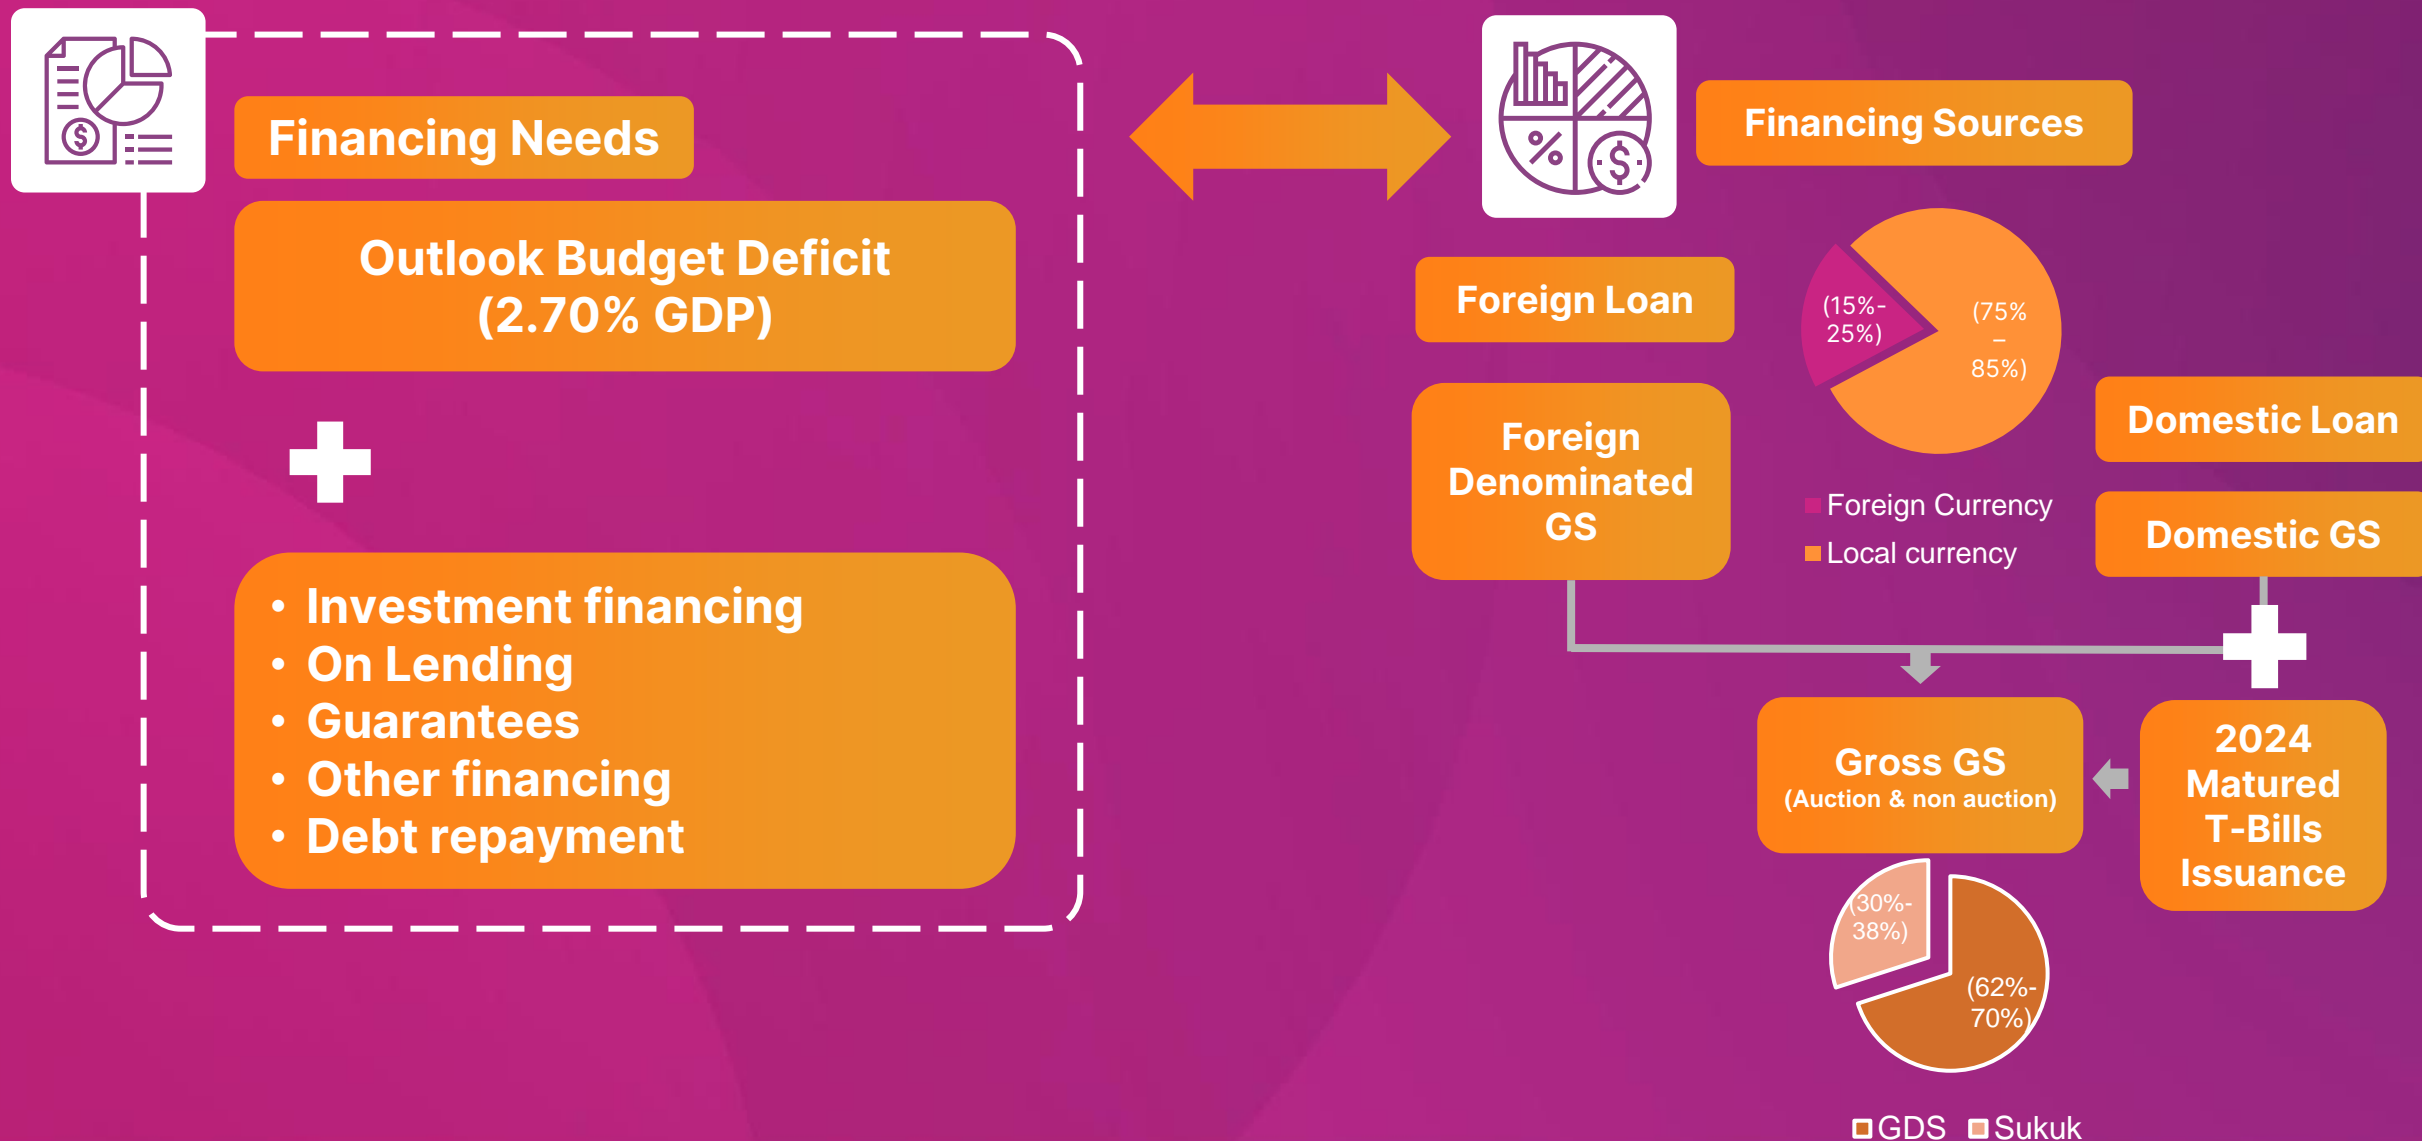 Financing Needs
Outlook Budget Deficit
(2.70% GDP)
• Investment financing
• On Lending
• Guarantees
• Other financing
• Debt repayment
Financing Sources
Foreign Loan
Foreign
Denominated
GS
(15%-
25%)
(75%
–
85%)
Foreign Currency
Local currency
Domestic Loan
Domestic GS
Gross GS
(Auction & non auction)
2024
Matured
T-Bills
Issuance
(30%-
38%)
(62%-
70%)
GDS Sukuk